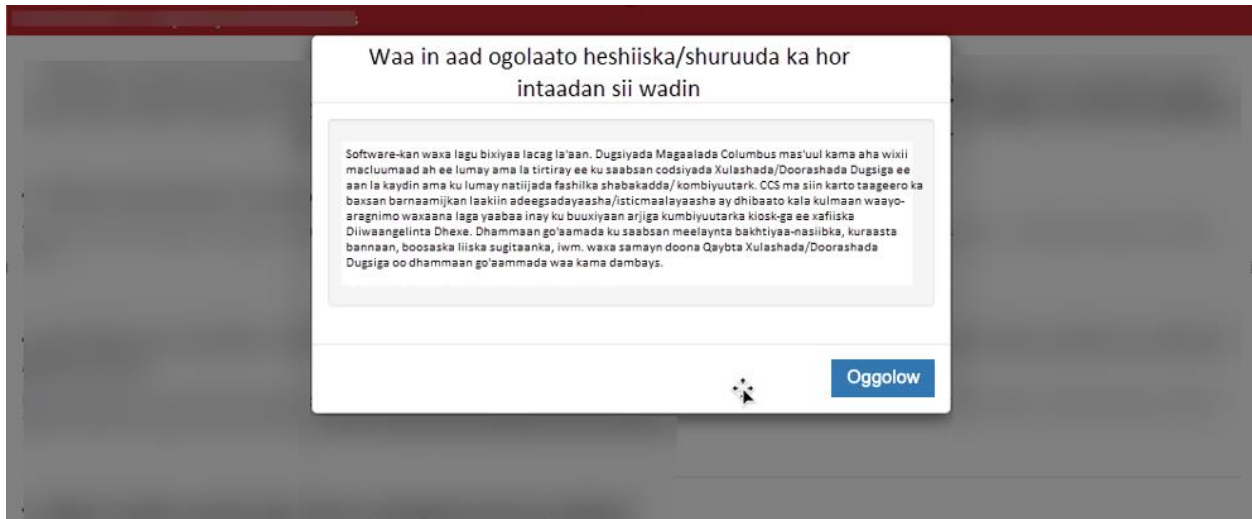 Waa in aad ogolaato heshiiska/shuruuda ka hor
intaadan sii wadin
Software-kan waxa lagu bixiyaa lacag la'aan. Dugsiyada Magaalada Columbus mas'uul kama aha wixii
macluumaad ah ee lumay ama la tirtiray ee ku saabsan codsiyada Xulashada/Doorashada Dugsiga ee
aan la kaydin ama ku lumay natiijada fashilka shabakadda/ kombiyuutark. CCS ma siin karto taageero ka
baxsan barnaamijkan laakiin adeegsadayaasha/isticmaalayaasha ay dhibaato kala kulmaan waayo-
aragnimo waxaana laga yaabaa inay ku buuxiyaan arjiga kumbiyuutarka kiosk-ga ee xafiiska
Diiwaangelinta Dhexe. Dhammaan go'aamada ku saabsan meelaynta bakhtiyaa-nasiibka, kuraasta
bannaan, boosaska liiska sugitaanka, iwm. waxa samayn doona Qaybta Xulashada/Doorashada
Dugsiga oo dhammaan go'aammada waa kama dambays.
Oggolow